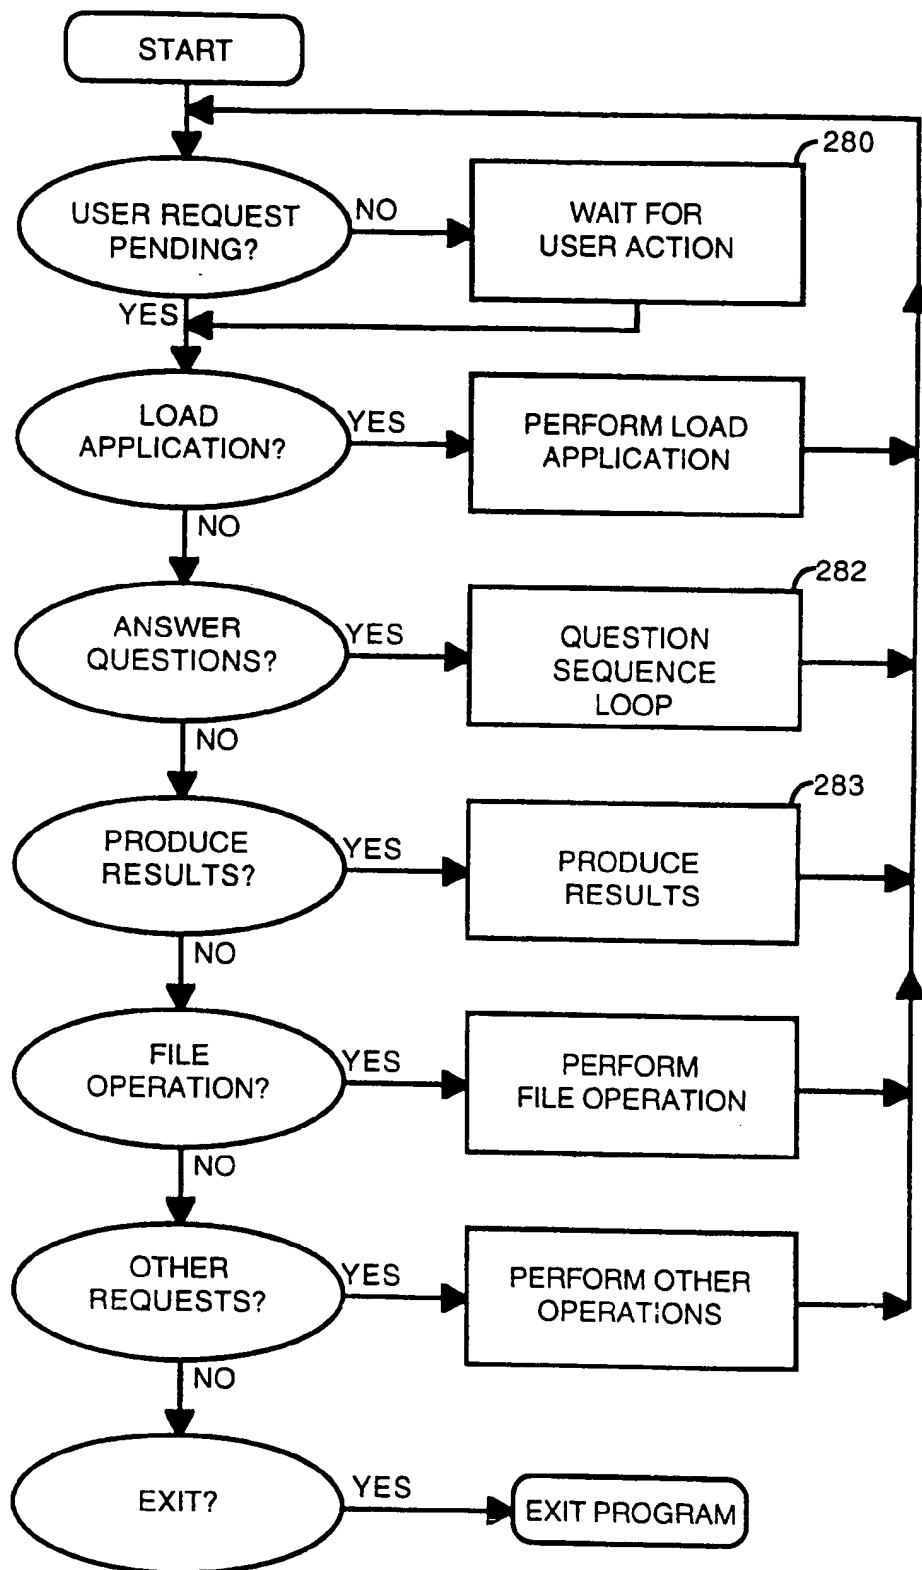 START
280
USER REQUEST
PENDING?
NO
WAIT FOR
USER ACTION
YES
LOAD
APPLICATION?
YES
PERFORM LOAD
APPLICATION
NO
282
ANSWER
QUESTIONS?
YES
QUESTION
SEQUENCE
LOOP
NO
283
PRODUCE
RESULTS?
YES
PRODUCE
RESULTS
NO
FILE
OPERATION?
YES
PERFORM
FILE OPERATION
NO
OTHER
REQUESTS?
YES
PERFORM OTHER
OPERATIONS
NO
EXIT?
YES
EXIT PROGRAM